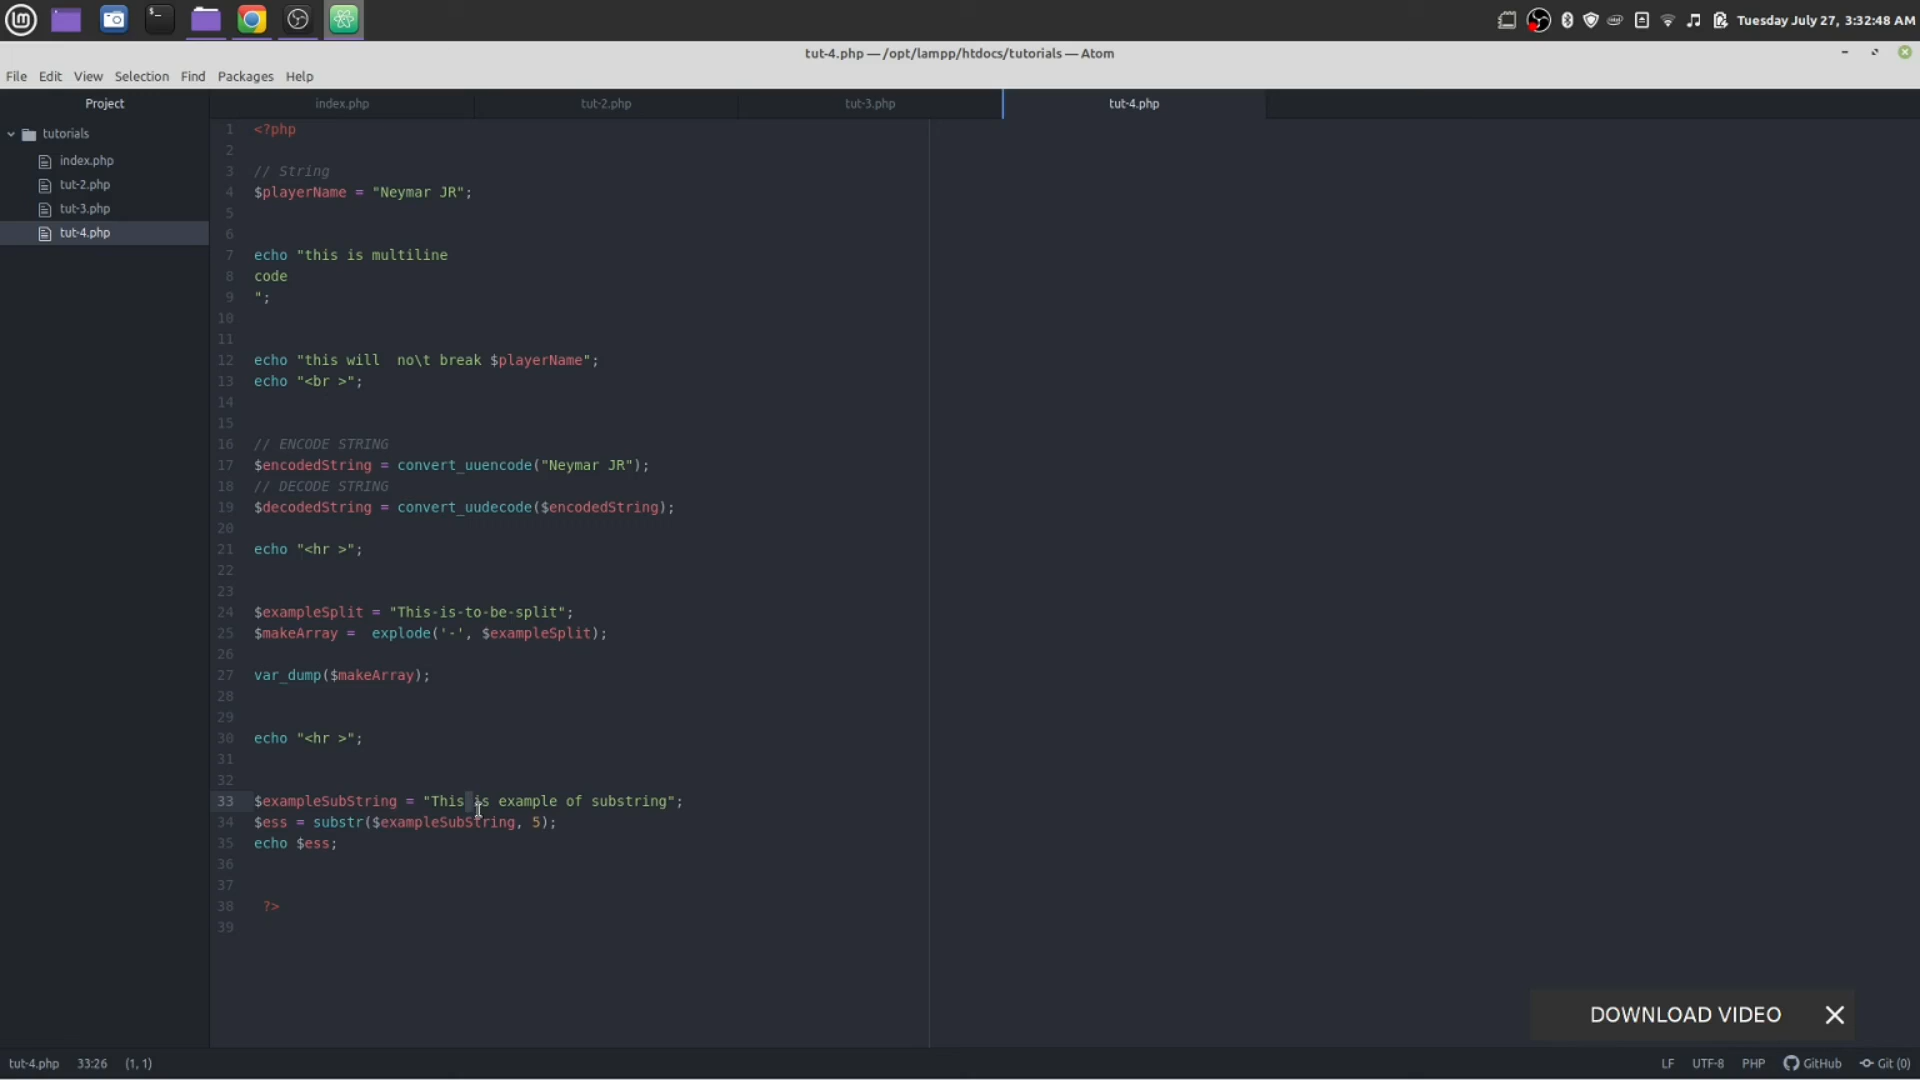 Tuesday July 27, 3:32:48 AM
tut-4.php — /opt/lampp/htdocs/tutorials — Atom
File Edit View Selection Find Packages Help
Project
index.php
tut-2.php
tut-3.php
tut-4.php
tutorials
index.php
tut-2.php
tut-3.php
tut-4.php
1 <?php
2
3 // String
4 $playerName = "Neymar JR";
5
6
7 echo "this is multiline
8 code
9 ";
10
11
12 echo "this will  no\t break $playerName";
13 echo "<br >";
14
15
16 // ENCODE STRING
17 $encodedString = convert_uuencode("Neymar JR");
18 // DECODE STRING
19 $decodedString = convert_uudecode($encodedString);
20
21 echo "<hr >";
22
23
24 $exampleSplit = "This-is-to-be-split";
25 $makeArray =  explode('-', $exampleSplit);
26
27 var_dump($makeArray);
28
29
30 echo "<hr >";
31
32
33 $exampleSubString = "This is example of substring";
34 $ess = substr($exampleSubString, 5);
35 echo $ess;
36
37
38  ?>
39
DOWNLOAD VIDEO
tut-4.php 33:26 (1, 1)
LF UTF-8 PHP GitHub Git (0)